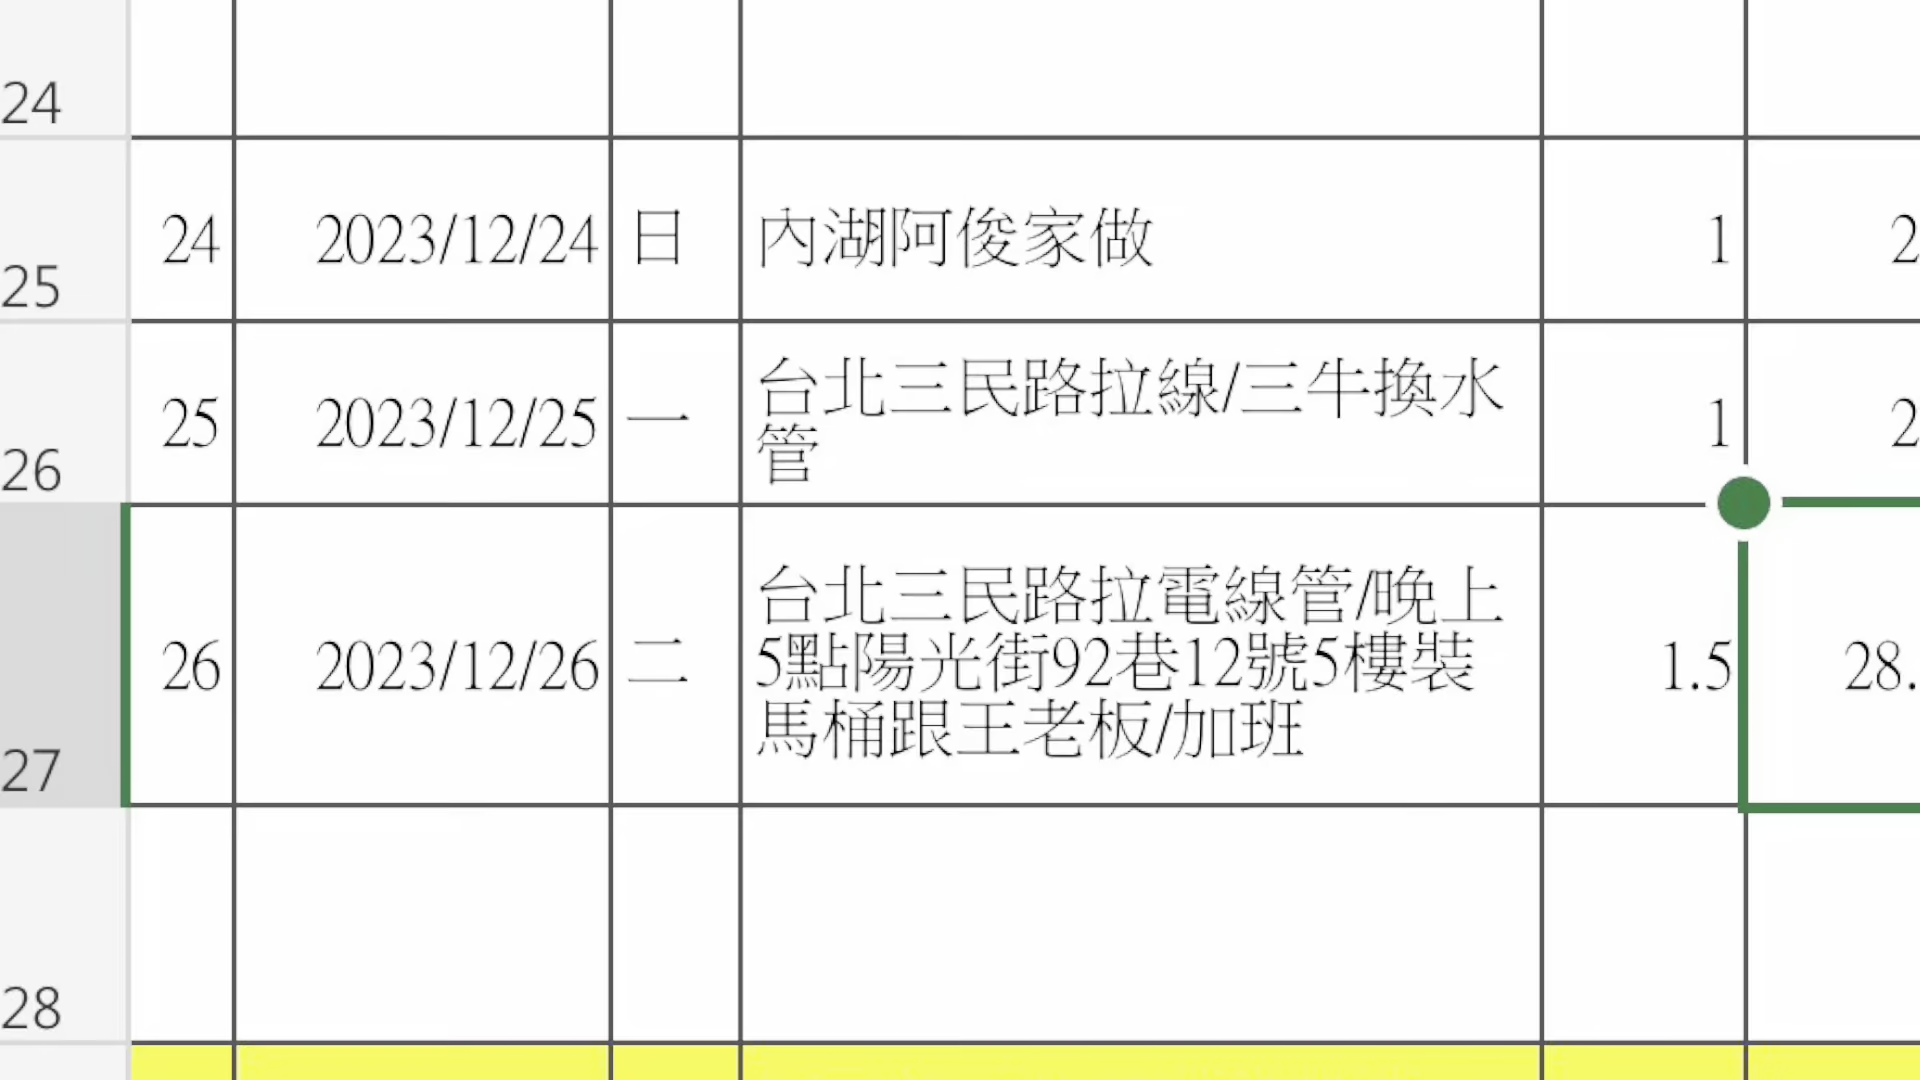 24
24 2023/12/24 日 內湖阿俊家做 1 2
25
台北三民路拉線/三牛換水
25 2023/12/25 一 1 2
管
26
台北三民路拉電線管/晚上
26 2023/12/26 二 5點陽光街92巷12號5樓裝 1.5 28.
馬桶跟王老板/加班
27
28